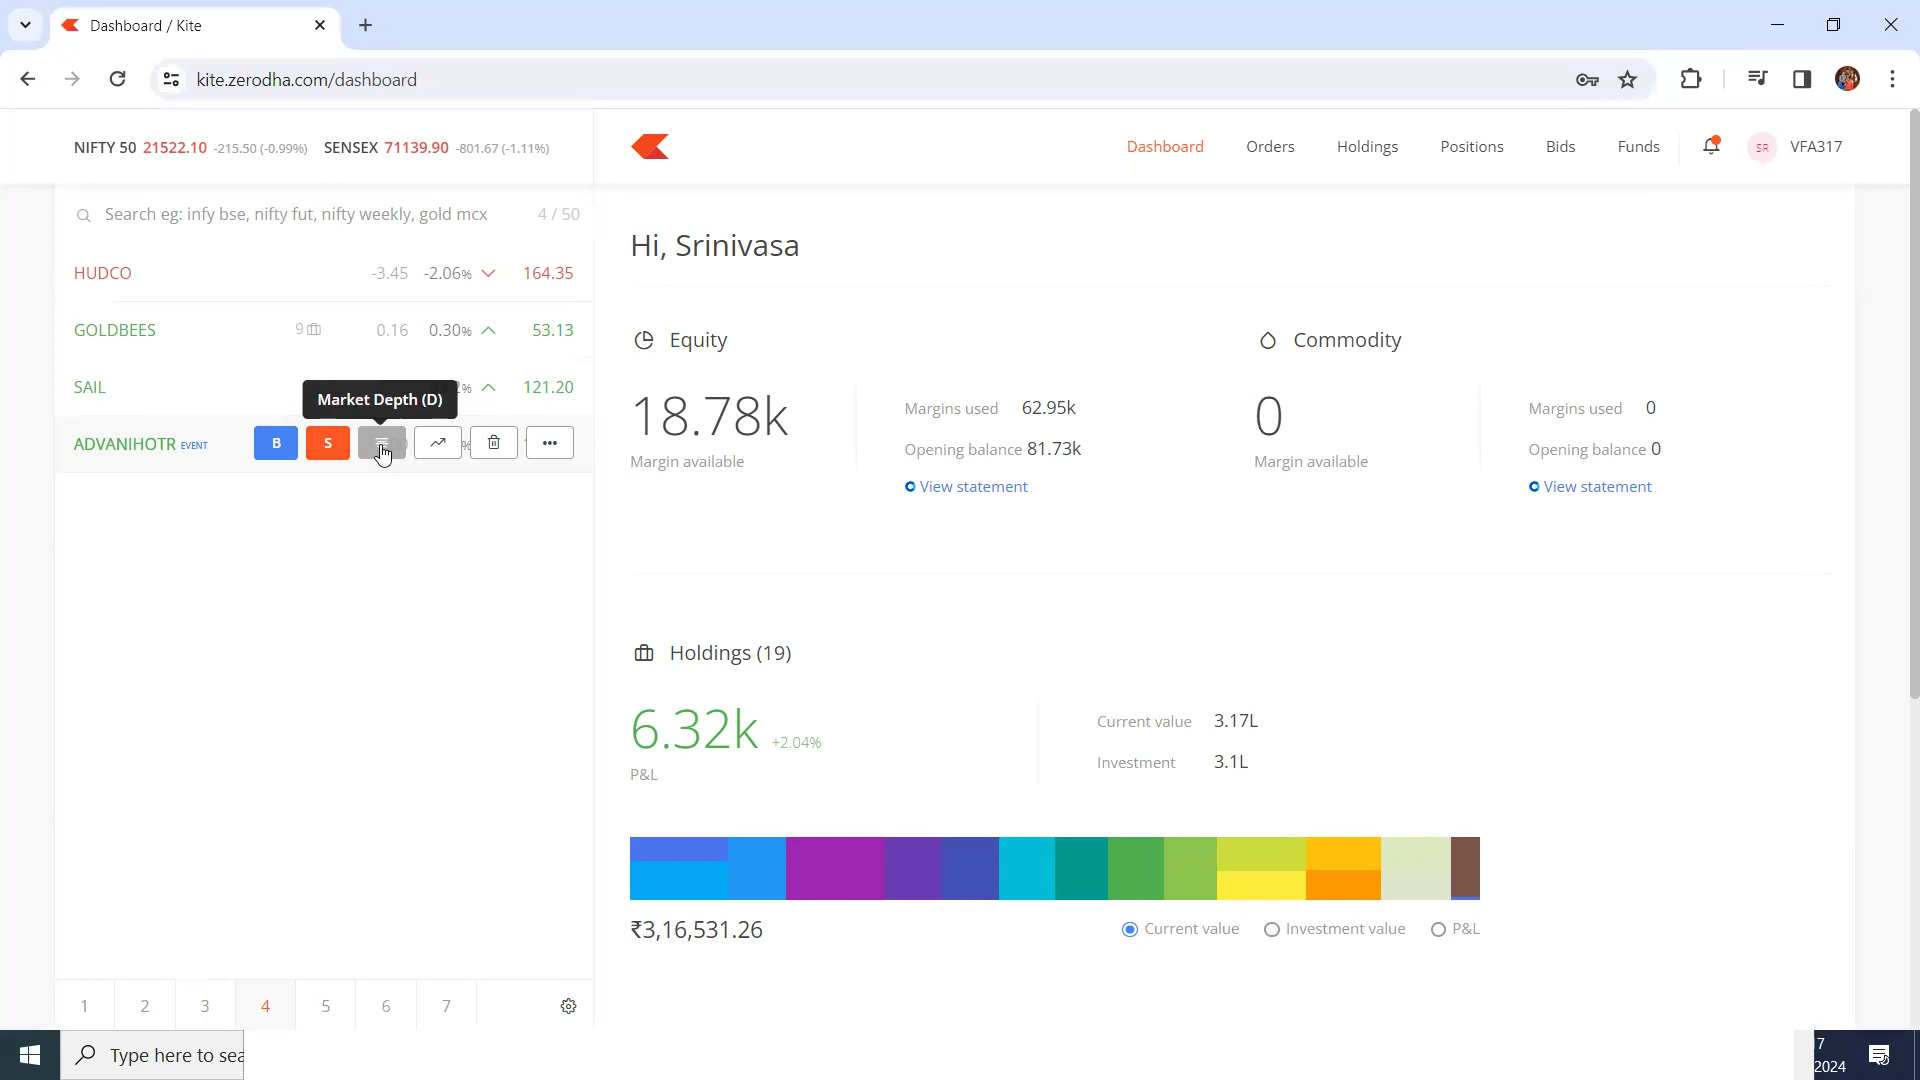 Dashboard / Kite
kite.zerodha.com/dashboard
NIFTY 50 21522.10 -215.50 (-0.99%) SENSEX 71139.90 -801.67 (-1.11%)
Dashboard Orders Holdings Positions Bids Funds SR VFA317
Search eg: infy bse, nifty fut, nifty weekly, gold mcx 4 / 50
HUDCO -3.45 -2.06% 164.35
GOLDBEES 9 0.16 0.30% 53.13
SAIL % 121.20
Market Depth (D)
ADVANIHOTR EVENT B S
Hi, Srinivasa
Equity
18.78k
Margin available
Margins used 62.95k
Opening balance 81.73k
View statement
Commodity
0
Margin available
Margins used 0
Opening balance 0
View statement
Holdings (19)
6.32k +2.04%
P&L
Current value 3.17L
Investment 3.1L
₹3,16,531.26
Current value Investment value P&L
1 2 3 4 5 6 7
Type here to sea
7
2024